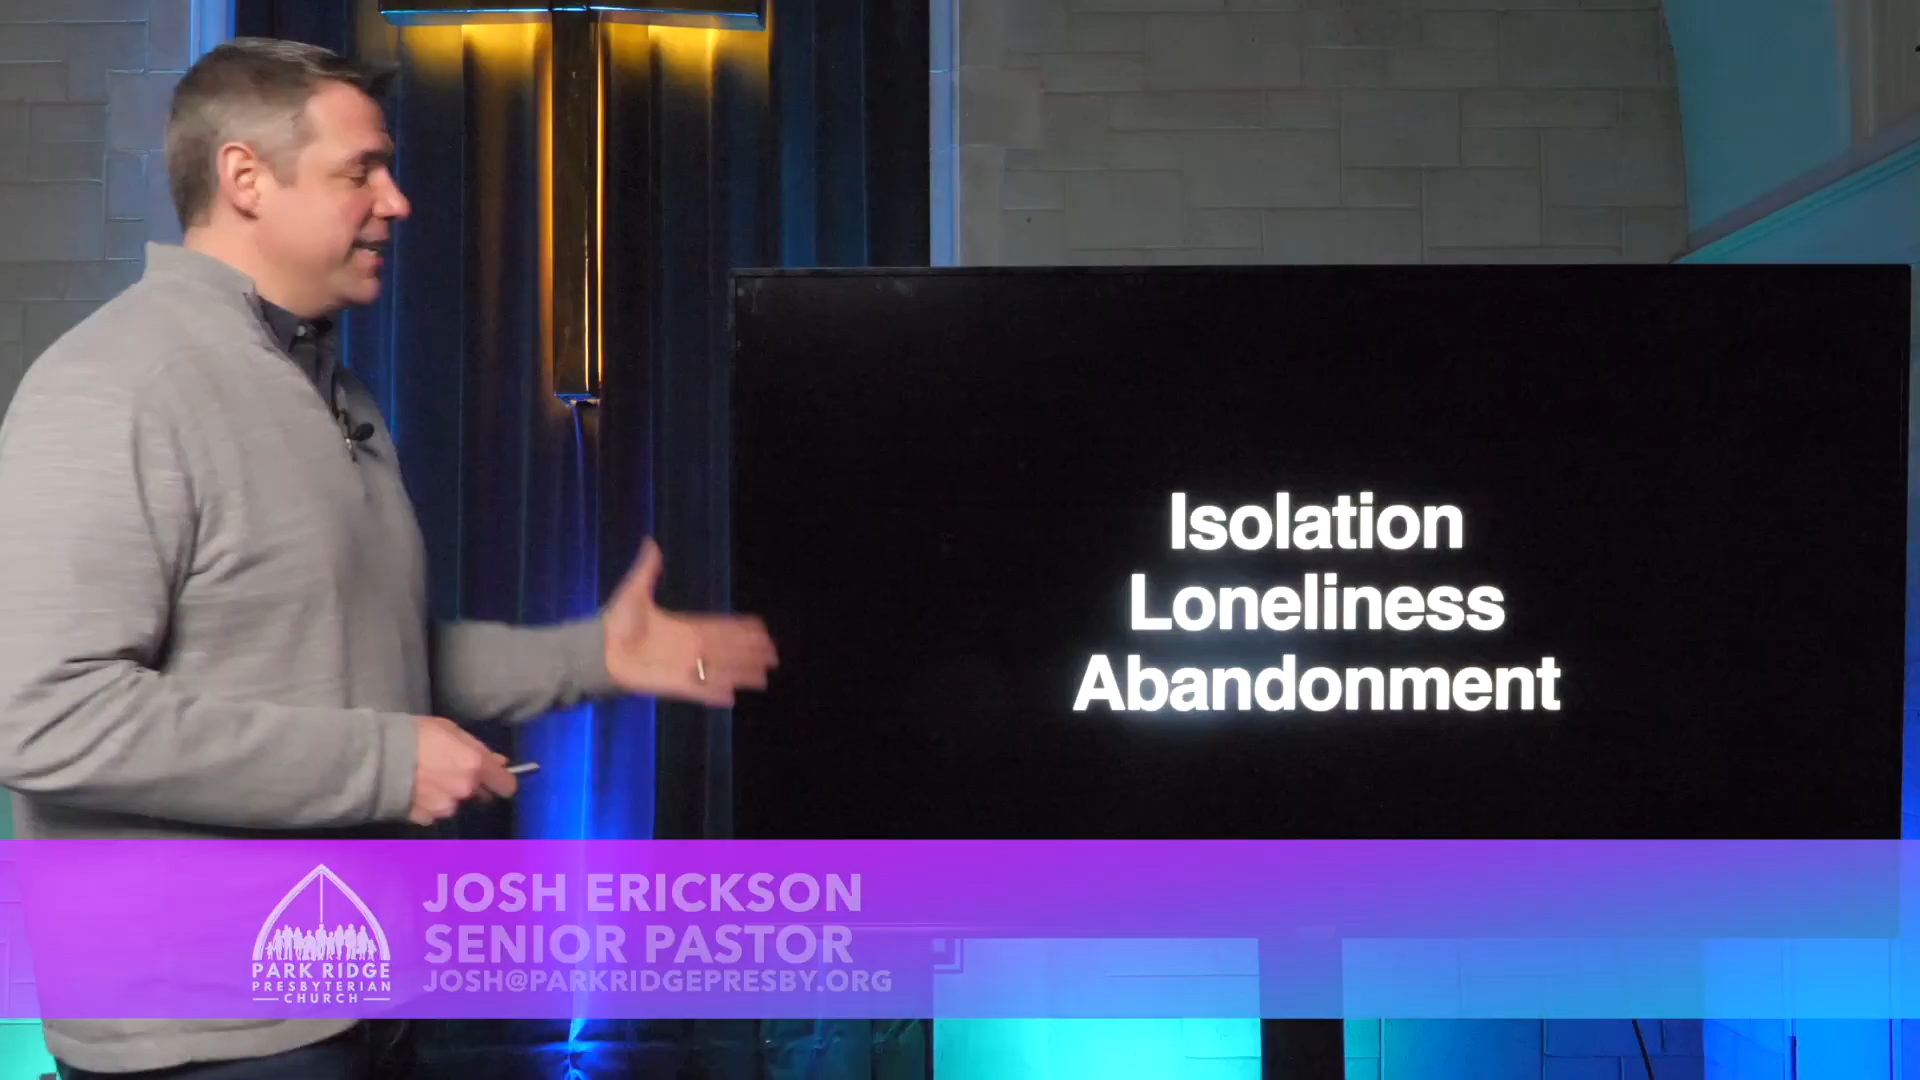 Isolation
Loneliness
Abandonment
JOSH ERICKSON
SENIOR PASTOR
JOSH@PARKRIDGEPRESBY.ORG
PARK RIDGE
PRESBYTERIAN
CHURCH